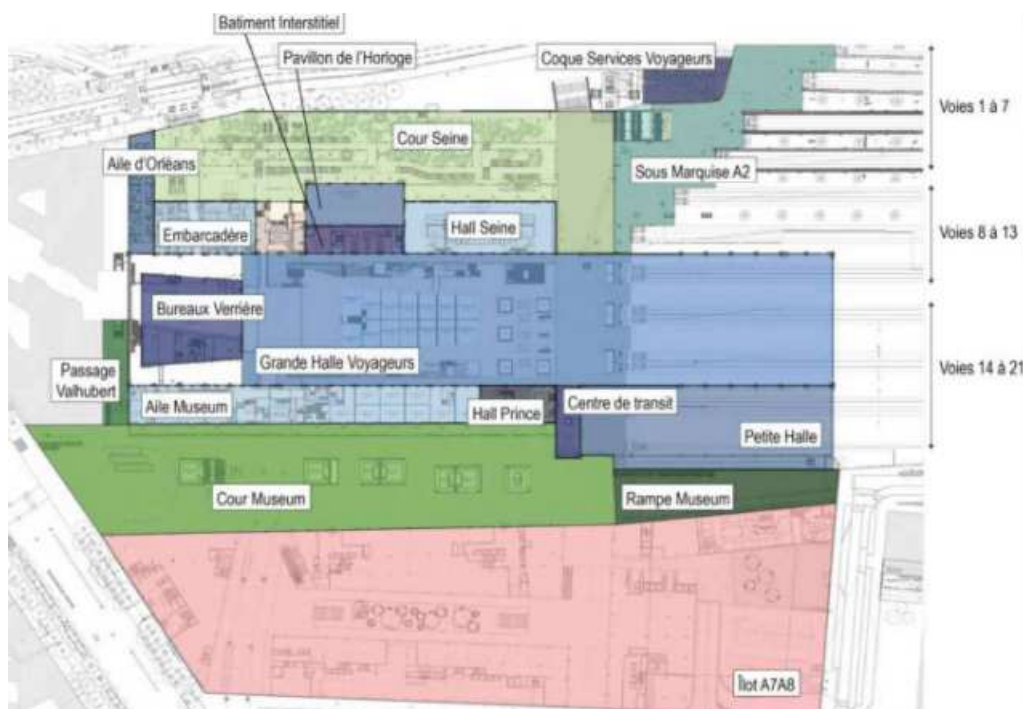 Batiment Interstitiel
Pavillon de l'Horloge
Coque Services Voyageurs
Voies 1 à 7
Cour Seine
Aile d'Orléans
Sous Marquise A2
Embarcadère
Hall Seine
Voies 8 à 13
Bureaux Verrière
Grande Halle Voyageurs
Passage
Valhubert
Voies 14 à 21
Aile Museum
Hall Prince
Centre de transit
Petite Halle
Cour Museum
Rampe Museum
Îlot A7A8